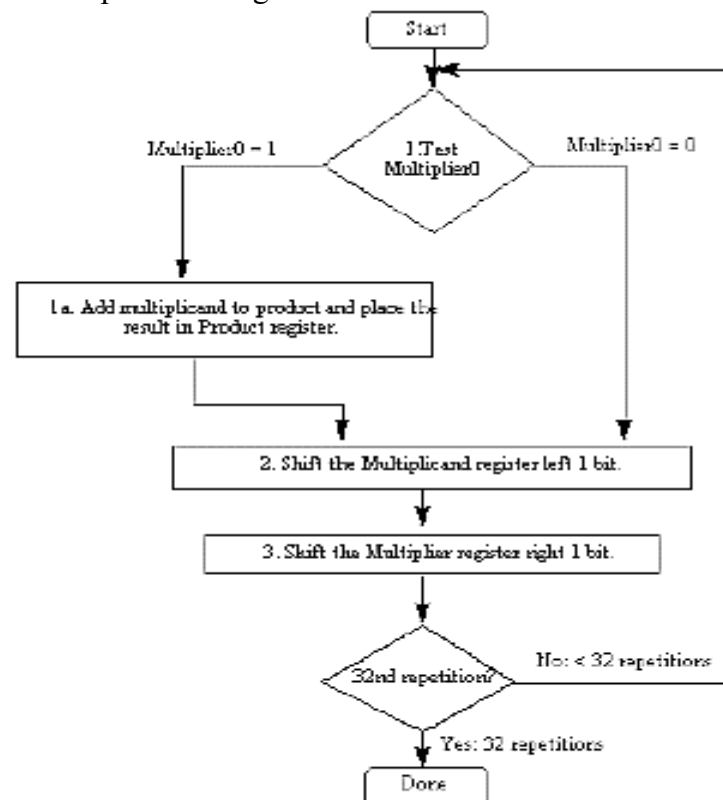 Start
1.Test
Multiplier0
Multiplier0 = 1
Multiplier0 = 0
1a. Add multiplicand to product and place the
result in Product register.
2. Shift the Multiplicand register left 1 bit.
3. Shift the Multiplier register right 1 bit.
32nd repetition?
No: < 32 repetitions
Yes: 32 repetitions
Done